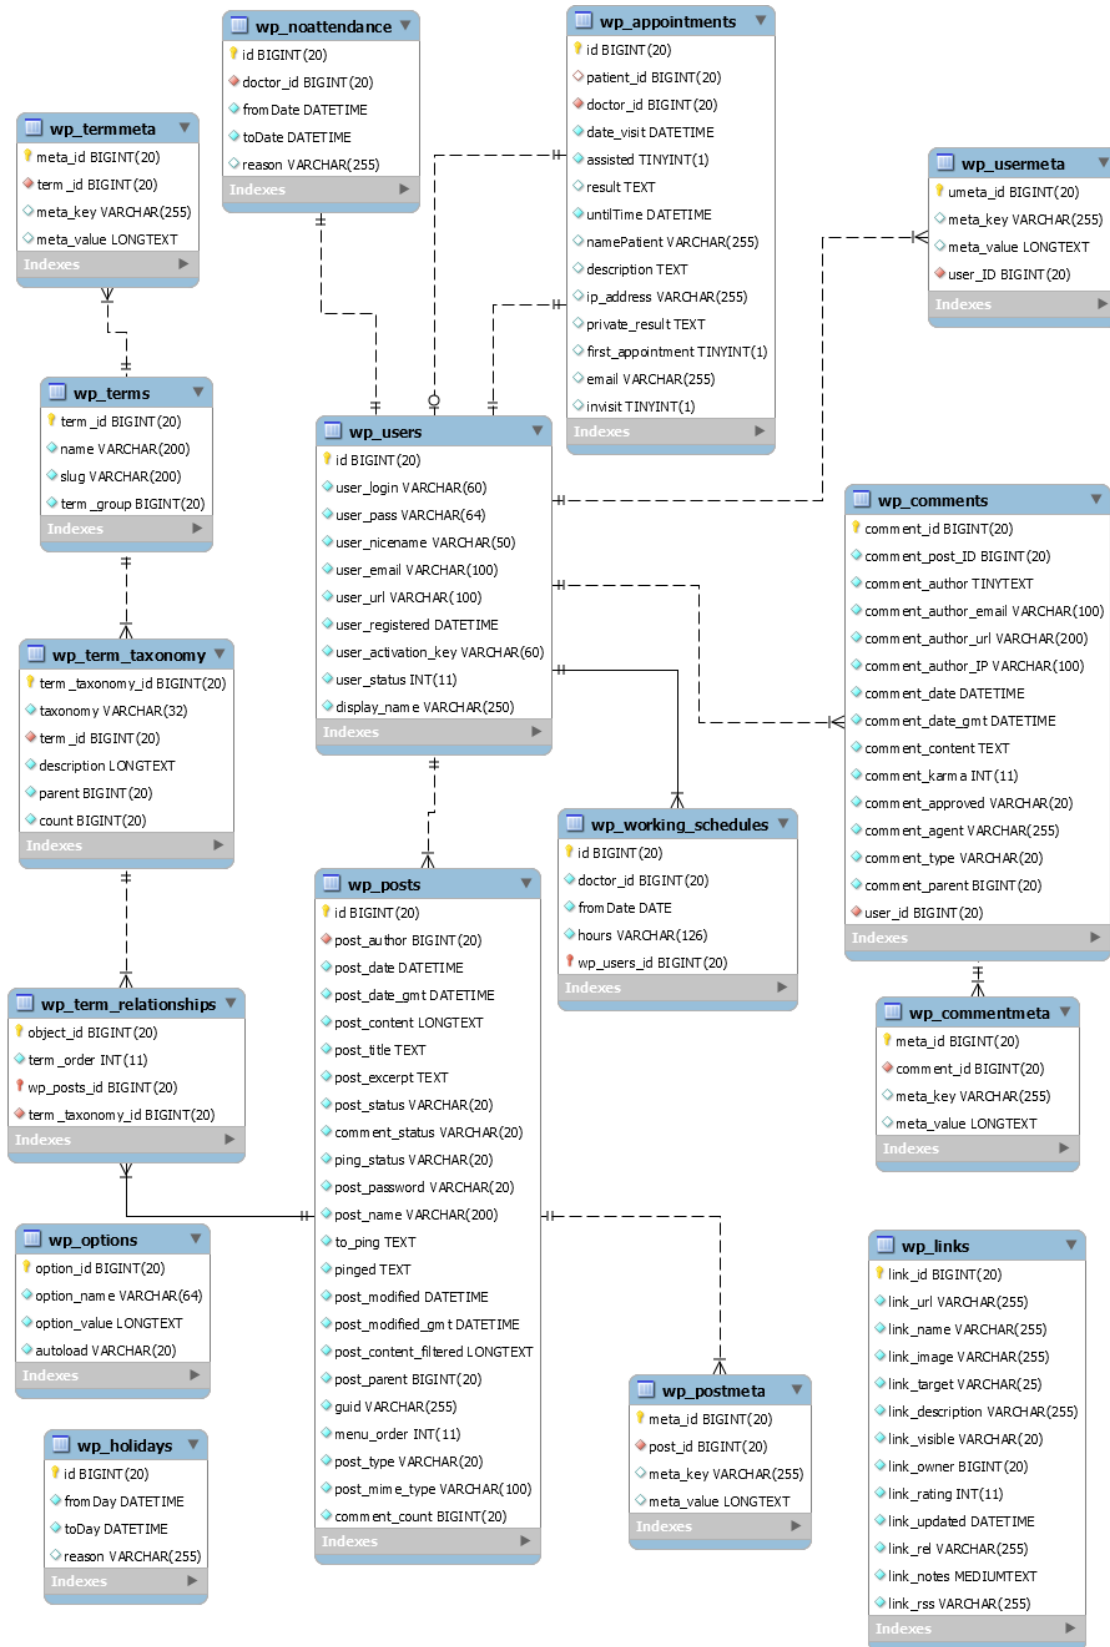 wp_noattendance
id BIGINT(20)
doctor_id BIGINT(20)
fromDate DATETIME
toDate DATETIME
reason VARCHAR(255)
Indexes
wp_appointments
id BIGINT(20)
patient_id BIGINT(20)
doctor_id BIGINT(20)
date_visit DATETIME
assisted TINYINT(1)
result TEXT
untilTime DATETIME
namePatient VARCHAR(255)
description TEXT
ip_address VARCHAR(255)
private_result TEXT
first_appointment TINYINT(1)
email VARCHAR(255)
invisit TINYINT(1)
Indexes
wp_termmeta
meta_id BIGINT(20)
term_id BIGINT(20)
meta_key VARCHAR(255)
meta_value LONGTEXT
Indexes
wp_usermeta
umeta_id BIGINT(20)
meta_key VARCHAR(255)
meta_value LONGTEXT
user_ID BIGINT(20)
Indexes
wp_terms
term_id BIGINT(20)
name VARCHAR(200)
slug VARCHAR(200)
term_group BIGINT(20)
Indexes
wp_users
id BIGINT(20)
user_login VARCHAR(60)
user_pass VARCHAR(64)
user_nicename VARCHAR(50)
user_email VARCHAR(100)
user_url VARCHAR(100)
user_registered DATETIME
user_activation_key VARCHAR(60)
user_status INT(11)
display_name VARCHAR(250)
Indexes
wp_comments
comment_id BIGINT(20)
comment_post_ID BIGINT(20)
comment_author TINYTEXT
comment_author_email VARCHAR(100)
comment_author_url VARCHAR(200)
comment_author_IP VARCHAR(100)
comment_date DATETIME
comment_date_gmt DATETIME
comment_content TEXT
comment_karma INT(11)
comment_approved VARCHAR(20)
comment_agent VARCHAR(255)
comment_type VARCHAR(20)
comment_parent BIGINT(20)
user_id BIGINT(20)
Indexes
wp_term_taxonomy
term_taxonomy_id BIGINT(20)
taxonomy VARCHAR(32)
term_id BIGINT(20)
description LONGTEXT
parent BIGINT(20)
count BIGINT(20)
Indexes
wp_working_schedules
id BIGINT(20)
doctor_id BIGINT(20)
fromDate DATE
hours VARCHAR(126)
wp_users_id BIGINT(20)
Indexes
wp_posts
id BIGINT(20)
post_author BIGINT(20)
post_date DATETIME
post_date_gmt DATETIME
post_content LONGTEXT
post_title TEXT
post_excerpt TEXT
post_status VARCHAR(20)
comment_status VARCHAR(20)
ping_status VARCHAR(20)
post_password VARCHAR(20)
post_name VARCHAR(200)
to_ping TEXT
pinged TEXT
post_modified DATETIME
post_modified_gmt DATETIME
post_content_filtered LONGTEXT
post_parent BIGINT(20)
guid VARCHAR(255)
menu_order INT(11)
post_type VARCHAR(20)
post_mime_type VARCHAR(100)
comment_count BIGINT(20)
Indexes
wp_term_relationships
object_id BIGINT(20)
term_order INT(11)
wp_posts_id BIGINT(20)
term_taxonomy_id BIGINT(20)
Indexes
wp_commentmeta
meta_id BIGINT(20)
comment_id BIGINT(20)
meta_key VARCHAR(255)
meta_value LONGTEXT
Indexes
wp_options
option_id BIGINT(20)
option_name VARCHAR(64)
option_value LONGTEXT
autoload VARCHAR(20)
Indexes
wp_links
link_id BIGINT(20)
link_url VARCHAR(255)
link_name VARCHAR(255)
link_image VARCHAR(255)
link_target VARCHAR(25)
link_description VARCHAR(255)
link_visible VARCHAR(20)
link_owner BIGINT(20)
link_rating INT(11)
link_updated DATETIME
link_rel VARCHAR(255)
link_notes MEDIUMTEXT
link_rss VARCHAR(255)
Indexes
wp_postmeta
meta_id BIGINT(20)
post_id BIGINT(20)
meta_key VARCHAR(255)
meta_value LONGTEXT
Indexes
wp_holidays
id BIGINT(20)
fromDay DATETIME
toDay DATETIME
reason VARCHAR(255)
Indexes